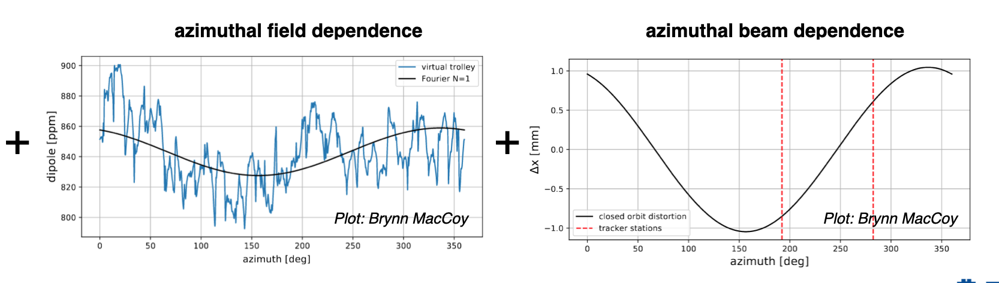 azimuthal field dependence
+
900
880
860
840
820
800
dipole [ppm]
virtual trolley
Fourier N=1
Plot: Brynn MacCoy
0 50 100 150 200 250 300 350
azimuth [deg]
azimuthal beam dependence
+
1.0
0.5
0.0
−0.5
−1.0
Δx [mm]
closed orbit distortion
tracker stations
Plot: Brynn MacCoy
0 50 100 150 200 250 300 350
azimuth [deg]